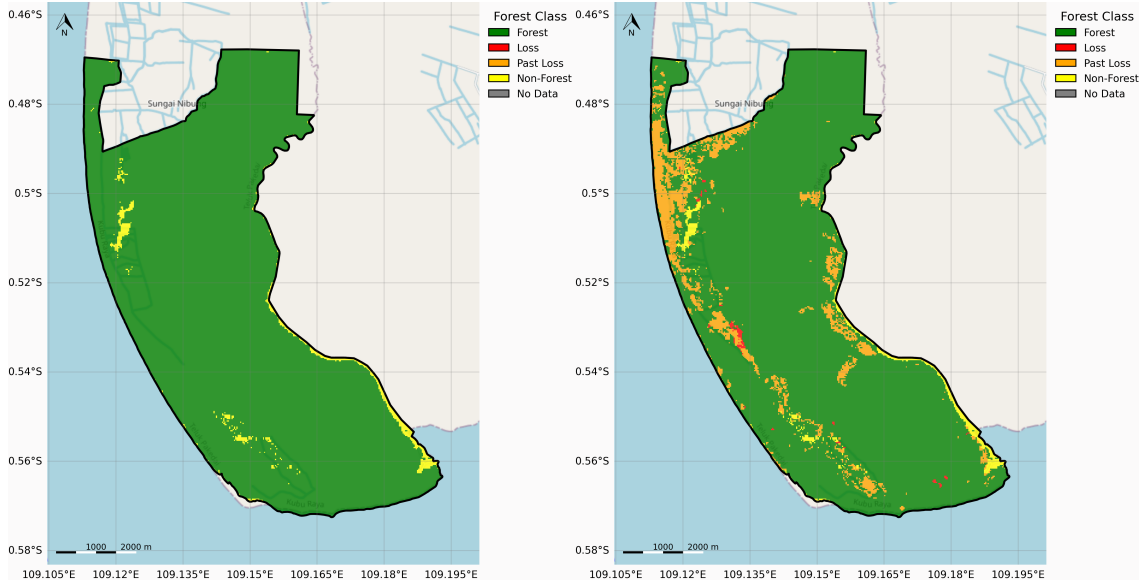 Forest Class
Forest
Loss
Past Loss
Non-Forest
No Data
N
0.46°S
0.48°S
0.5°S
0.52°S
0.54°S
0.56°S
0.58°S
Sungai Nibung
Kubu Raya
1000 2000 m
109.105°E 109.12°E 109.135°E 109.15°E 109.165°E 109.18°E 109.195°E
Forest Class
Forest
Loss
Past Loss
Non-Forest
No Data
N
0.46°S
0.48°S
0.5°S
0.52°S
0.54°S
0.56°S
0.58°S
Sungai Nibung
Kubu Raya
1000 2000 m
109.105°E 109.12°E 109.135°E 109.15°E 109.165°E 109.18°E 109.195°E